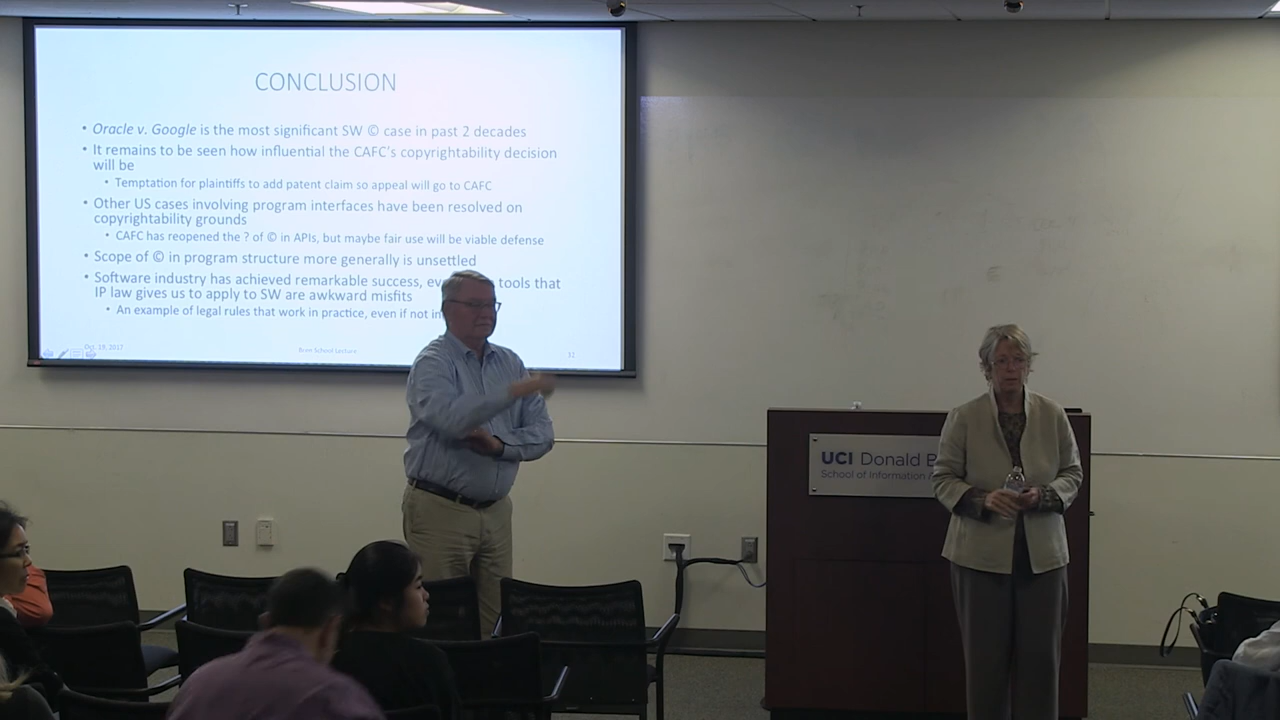 CONCLUSION
• Oracle v. Google is the most significant SW © case in past 2 decades
• It remains to be seen how influential the CAFC's copyrightability decision
will be
• Temptation for plaintiffs to add patent claim so appeal will go to CAFC
• Other US cases involving program interfaces have been resolved on
copyrightability grounds
• CAFC has reopened the ? of © in APIs, but maybe fair use will be viable defense
• Scope of © in program structure more generally is unsettled
• Software industry has achieved remarkable success, tools that
IP law gives us to apply to SW are awkward misfits
• An example of legal rules that work in practice, even if not
Oct. 19, 2017
Bren School Lecture
32
UCI Donald B
School of Information